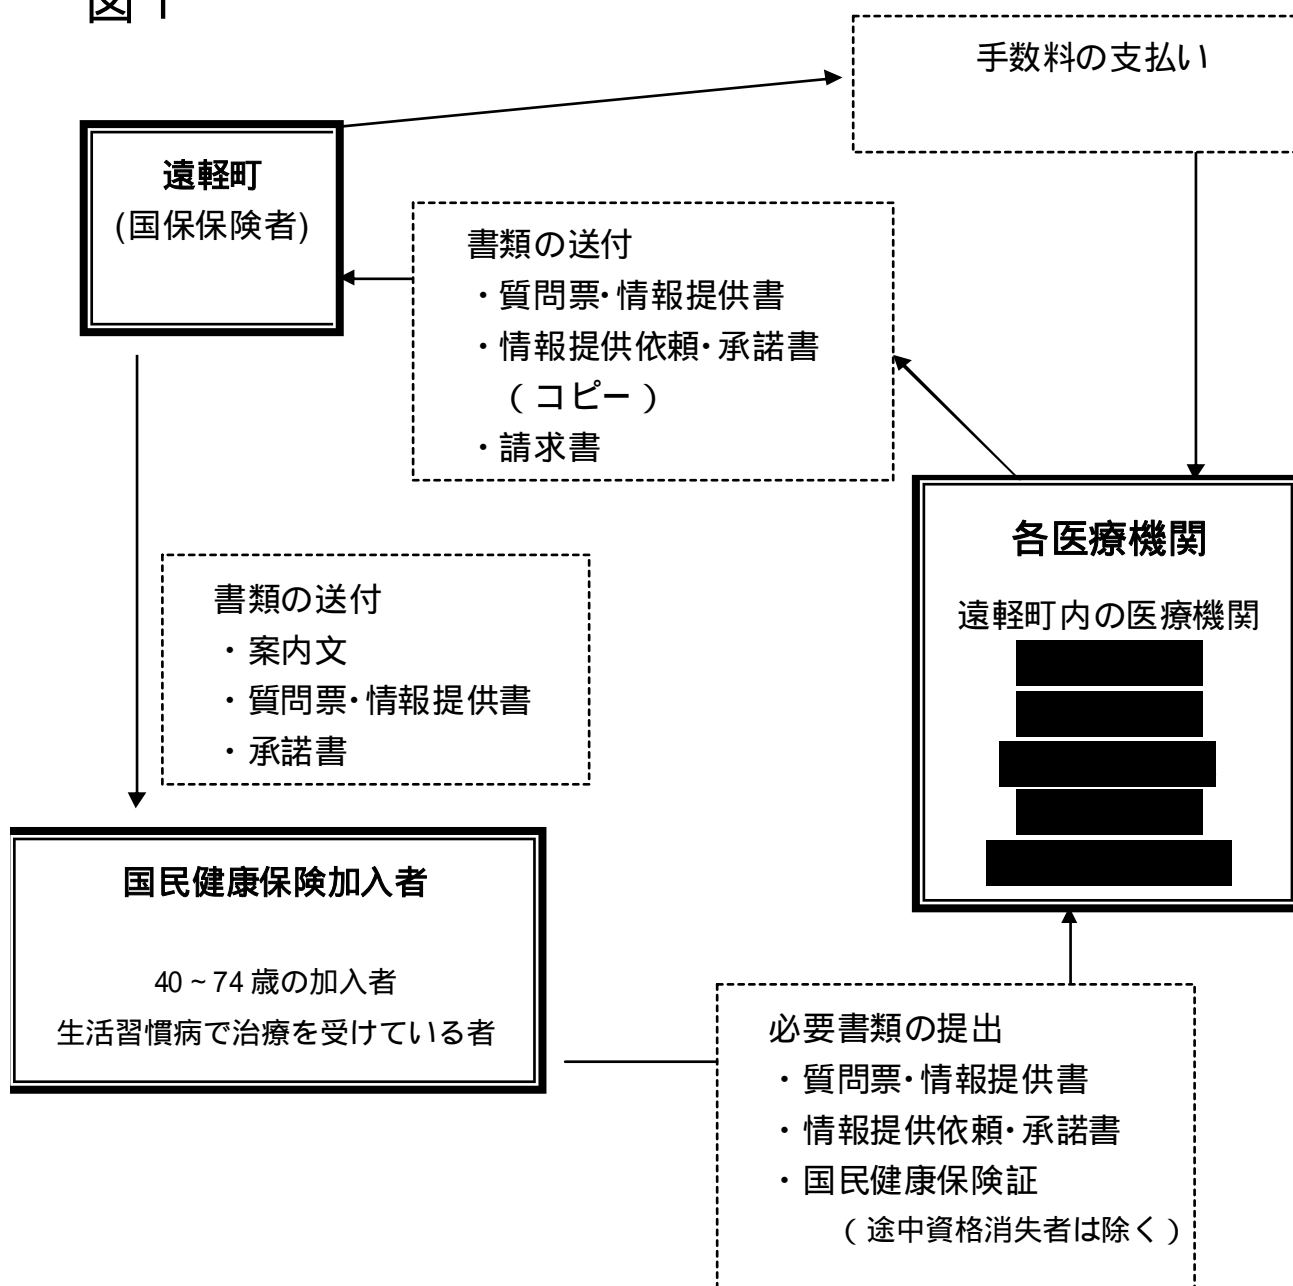 図1
手数料の支払い
遠軽町
(国保保険者)
書類の送付
・質問票・情報提供書
・情報提供依頼・承諾書
（コピー）
・請求書
各医療機関
遠軽町内の医療機関
書類の送付
・案内文
・質問票・情報提供書
・承諾書
国民健康保険加入者
40～74歳の加入者
生活習慣病で治療を受けている者
必要書類の提出
・質問票・情報提供書
・情報提供依頼・承諾書
・国民健康保険証
（途中資格消失者は除く）